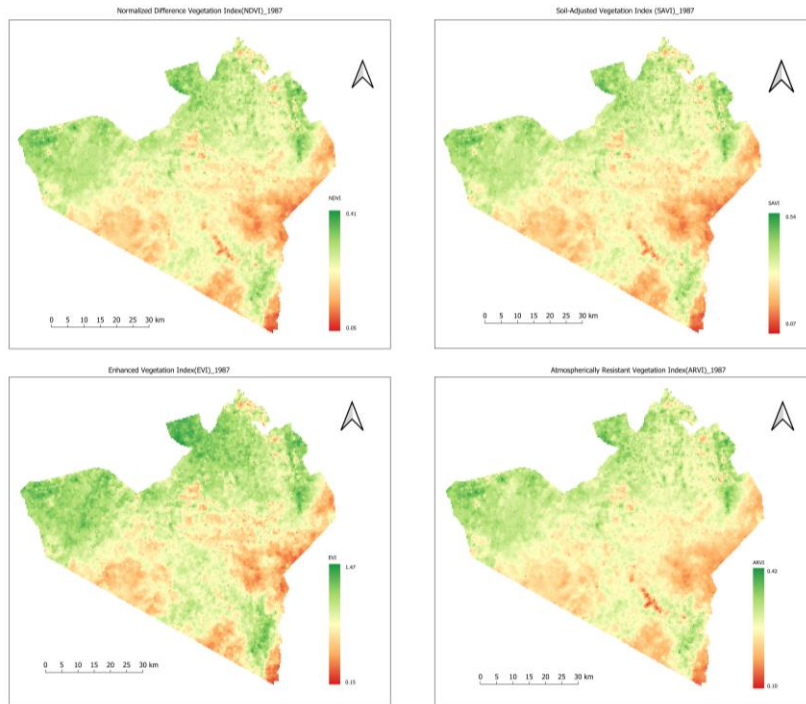 Normalized Difference Vegetation Index(NDVI)_1987
NDVI
0.41
0.05
0 5 10 15 20 25 30 km
Soil-Adjusted Vegetation Index (SAVI)_1987
SAVI
0.54
0.07
0 5 10 15 20 25 30 km
Enhanced Vegetation Index(EVI)_1987
EVI
1.47
0.15
0 5 10 15 20 25 30 km
Atmospherically Resistant Vegetation Index(ARVI)_1987
ARVI
0.42
0.10
0 5 10 15 20 25 30 km